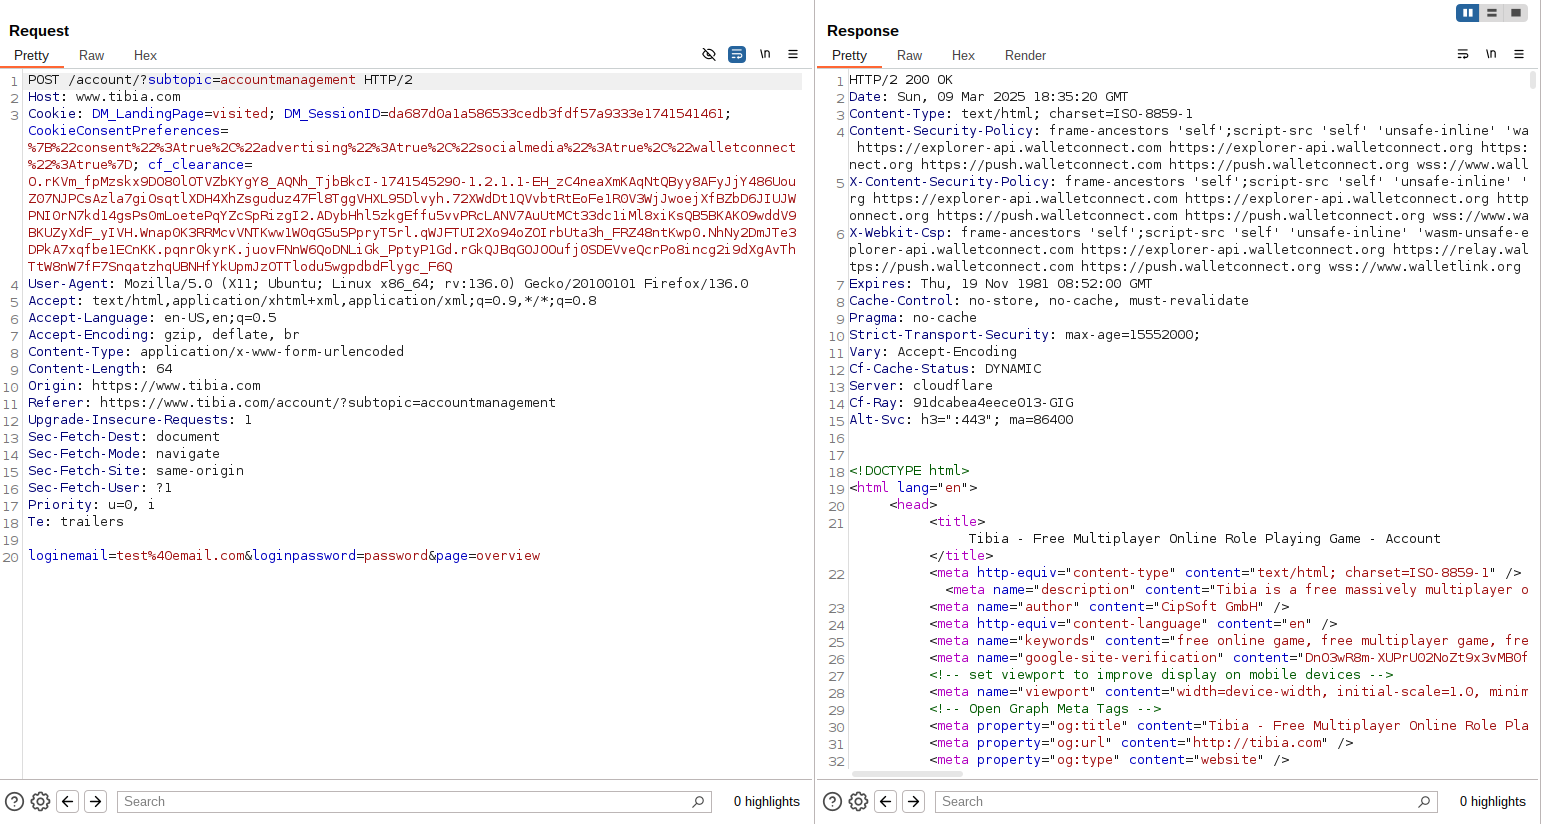 Request
Pretty Raw Hex
\n
1 POST /account/?subtopic=accountmanagement HTTP/2
2 Host: www.tibia.com
3 Cookie: DM_LandingPage=visited; DM_SessionID=da687d0a1a586533cedb3fdf57a9333e1741541461;
CookieConsentPreferences=
%7B%22consent%22%3Atrue%2C%22advertising%22%3Atrue%2C%22socialmedia%22%3Atrue%2C%22walletconnect
%22%3Atrue%7D; cf_clearance=
4 User-Agent: Mozilla/5.0 (X11; Ubuntu; Linux x86_64; rv:136.0) Gecko/20100101 Firefox/136.0
5 Accept: text/html,application/xhtml+xml,application/xml;q=0.9,*/*;q=0.8
6 Accept-Language: en-US,en;q=0.5
7 Accept-Encoding: gzip, deflate, br
8 Content-Type: application/x-www-form-urlencoded
9 Content-Length: 64
10 Origin: https://www.tibia.com
11 Referer: https://www.tibia.com/account/?subtopic=accountmanagement
12 Upgrade-Insecure-Requests: 1
13 Sec-Fetch-Dest: document
14 Sec-Fetch-Mode: navigate
15 Sec-Fetch-Site: same-origin
16 Sec-Fetch-User: ?1
17 Priority: u=0, i
18 Te: trailers
19
20 loginemail=test%40email.com&loginpassword=password&page=overview
Search
0 highlights
Response
Pretty Raw Hex Render
\n
1 HTTP/2 200 OK
2 Date: Sun, 09 Mar 2025 18:35:20 GMT
3 Content-Type: text/html; charset=ISO-8859-1
4 Content-Security-Policy: frame-ancestors 'self';script-src 'self' 'unsafe-inline' 'wa
https://explorer-api.walletconnect.com https://explorer-api.walletconnect.org https:
nect.org https://push.walletconnect.com https://push.walletconnect.org wss://www.wall
5 X-Content-Security-Policy: frame-ancestors 'self';script-src 'self' 'unsafe-inline' '
rg https://explorer-api.walletconnect.com https://explorer-api.walletconnect.org http
onnect.org https://push.walletconnect.com https://push.walletconnect.org wss://www.wa
6 X-Webkit-Csp: frame-ancestors 'self';script-src 'self' 'unsafe-inline' 'wasm-unsafe-e
plorer-api.walletconnect.com https://explorer-api.walletconnect.org https://relay.wal
tps://push.walletconnect.com https://push.walletconnect.org wss://www.walletlink.org
7 Expires: Thu, 19 Nov 1981 08:52:00 GMT
8 Cache-Control: no-store, no-cache, must-revalidate
9 Pragma: no-cache
10 Strict-Transport-Security: max-age=15552000;
11 Vary: Accept-Encoding
12 Cf-Cache-Status: DYNAMIC
13 Server: cloudflare
14 Cf-Ray: 91dcabea4eece013-GIG
15 Alt-Svc: h3=":443"; ma=86400
16
17
18 <!DOCTYPE html>
19 <html lang="en">
20 <head>
21 <title>
Tibia - Free Multiplayer Online Role Playing Game - Account
</title>
22 <meta http-equiv="content-type" content="text/html; charset=ISO-8859-1" />
<meta name="description" content="Tibia is a free massively multiplayer o
23 <meta name="author" content="CipSoft GmbH" />
24 <meta http-equiv="content-language" content="en" />
25 <meta name="keywords" content="free online game, free multiplayer game, fre
26 <meta name="google-site-verification" content="
27 <!-- set viewport to improve display on mobile devices -->
28 <meta name="viewport" content="width=device-width, initial-scale=1.0, minim
29 <!-- Open Graph Meta Tags -->
30 <meta property="og:title" content="Tibia - Free Multiplayer Online Role Pla
31 <meta property="og:url" content="http://tibia.com" />
32 <meta property="og:type" content="website" />
Search
0 highlights